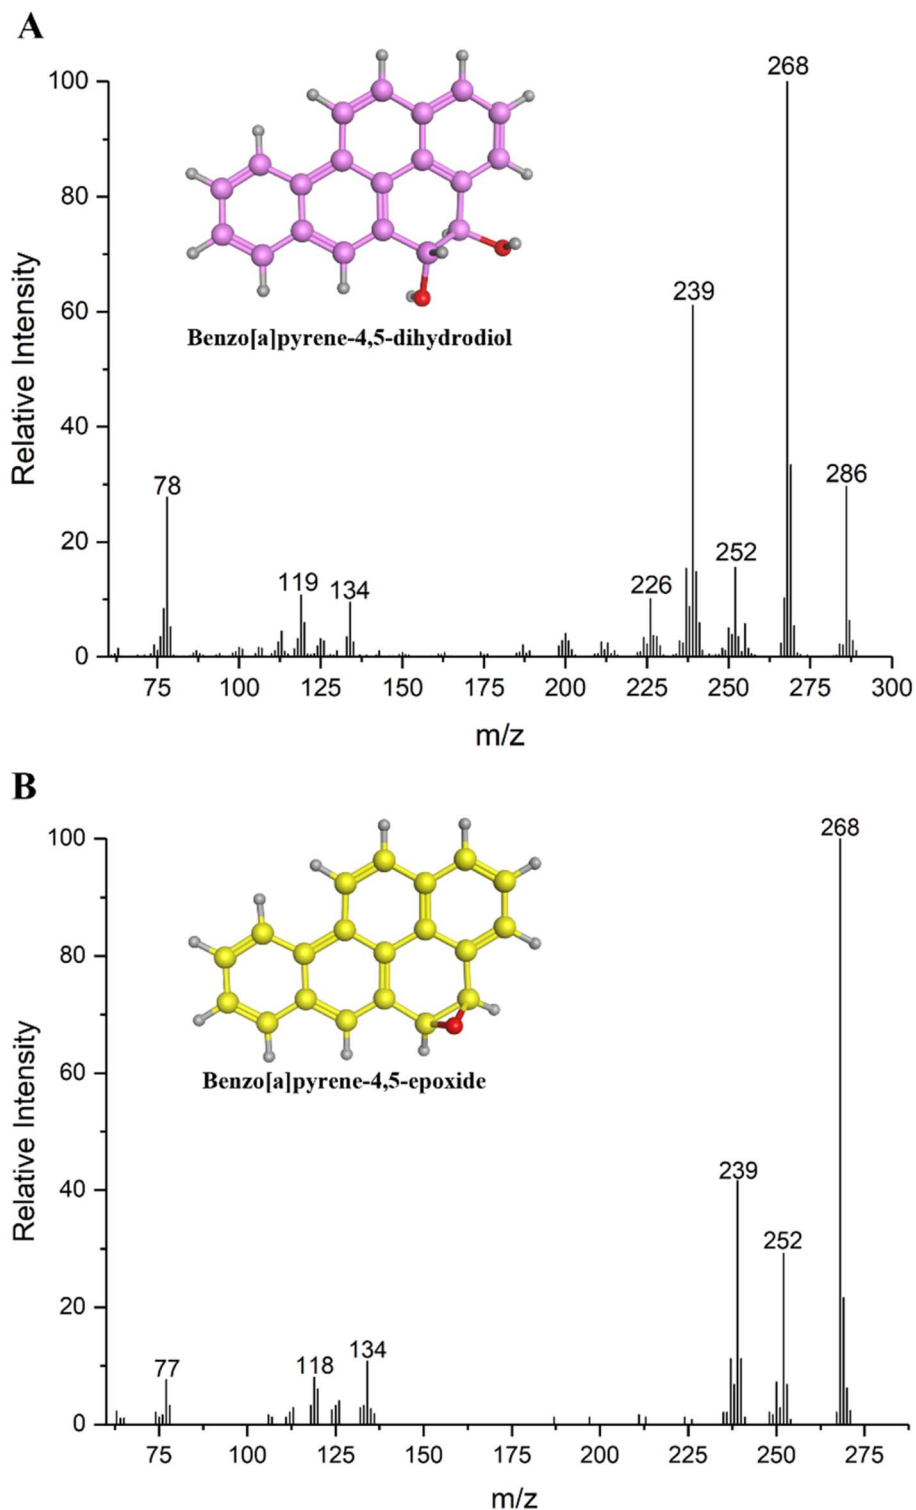 A
100
80
60
40
20
0
Relative Intensity
268
239
286
78
252
119
134
226
Benzo[a]pyrene-4,5-dihydrodiol
75 100 125 150 175 200 225 250 275 300
m/z
B
100
80
60
40
20
0
Relative Intensity
268
239
252
134
118
77
Benzo[a]pyrene-4,5-epoxide
75 100 125 150 175 200 225 250 275
m/z